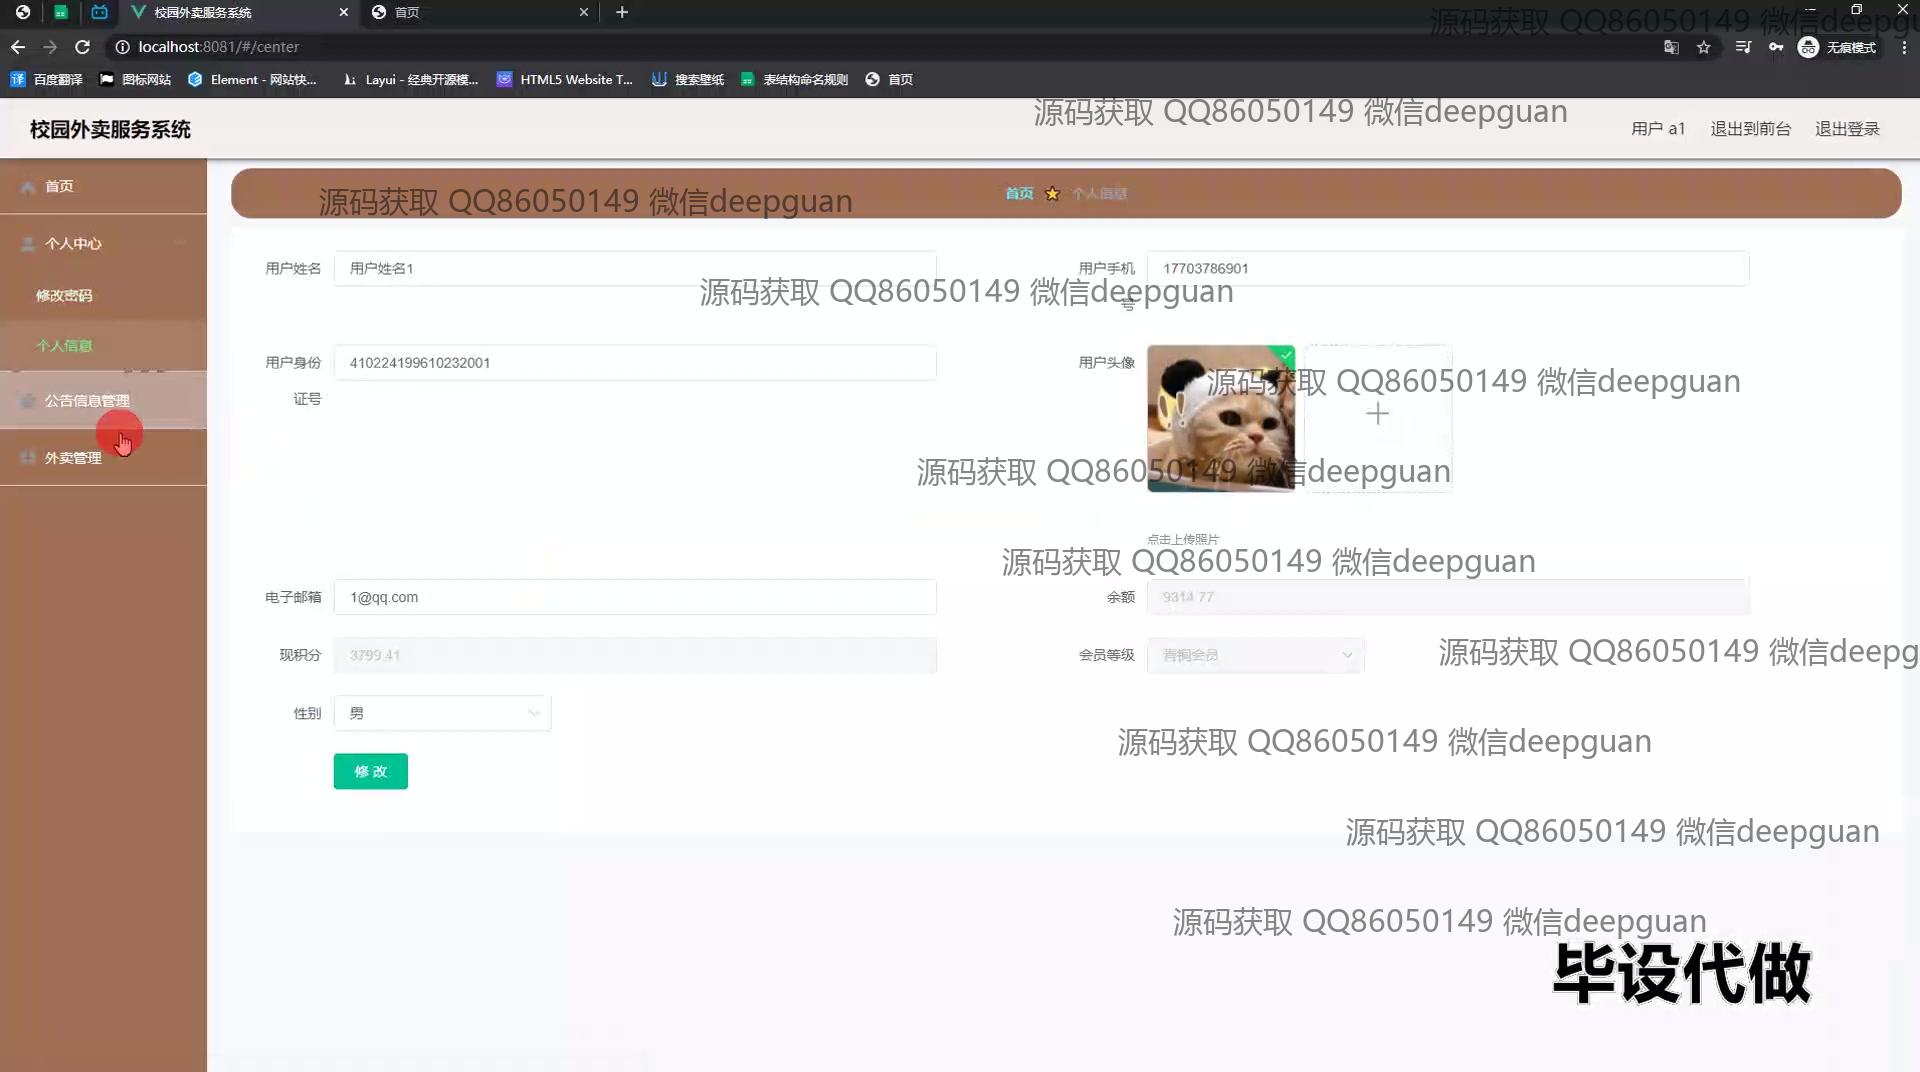 校园外卖服务系统
首页
localhost:8081/#/center
无痕模式
百度翻译
图标网站
Element - 网站快...
Layui - 经典开源模...
HTML5 Website T...
搜索壁纸
表结构命名规则
首页
源码获取 QQ86050149 微信deepgu
校园外卖服务系统
源码获取 QQ86050149 微信deepguan
用户 a1
退出到前台
退出登录
首页
个人中心
修改密码
个人信息
公告信息管理
外卖管理
源码获取 QQ86050149 微信deepguan
首页
个人信息
用户姓名
用户姓名1
用户手机号
17703786901
源码获取 QQ86050149 微信deepguan
用户身份证号
410224199610232001
用户头像
源码获取 QQ86050149 微信deepguan
源码获取 QQ86050149 微信deepguan
点击上传照片
源码获取 QQ86050149 微信deepguan
电子邮箱
1@qq.com
余额
9314.77
现积分
3799.41
会员等级
青铜会员
源码获取 QQ86050149 微信deepg
性别
男
源码获取 QQ86050149 微信deepguan
修改
源码获取 QQ86050149 微信deepguan
源码获取 QQ86050149 微信deepguan
毕设代做